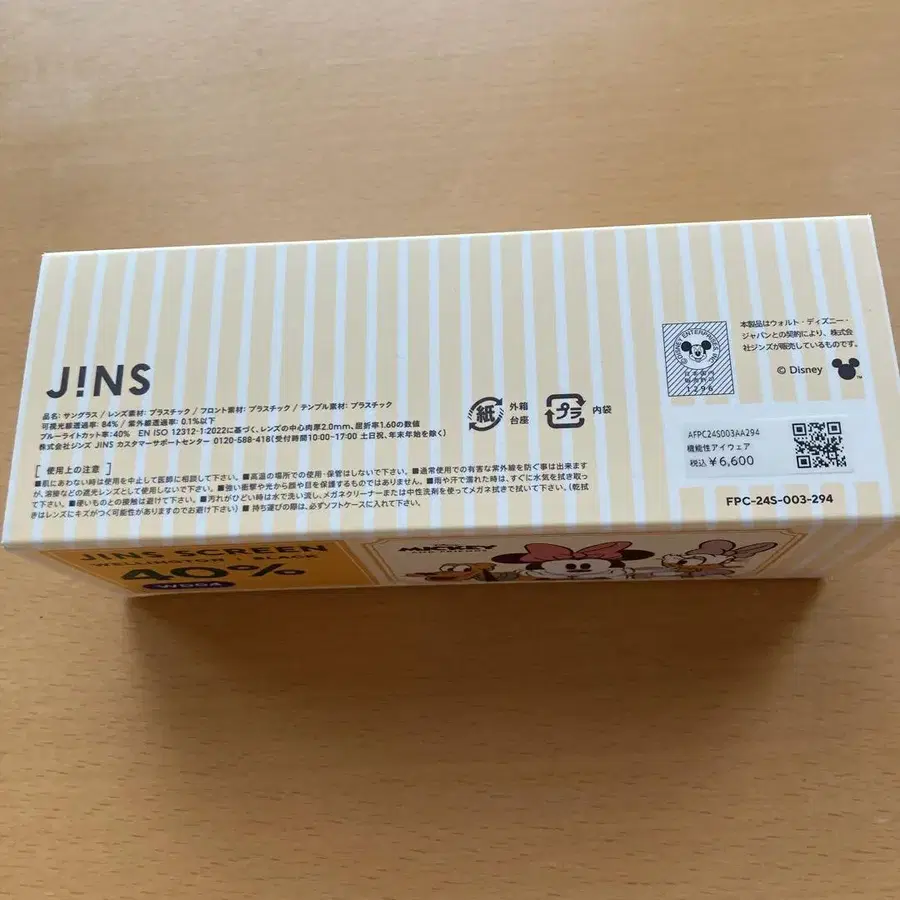 J!NS
品名: サングラス / レンズ素材: プラスチック / フロント素材: プラスチック / テンプル素材: プラスチック
可視光線透過率: 84% / 紫外線透過率: 0.1%以下
ブルーライトカット率: 40% EN ISO 12312-1:2022に基づく、レンズの中心肉厚2.0mm、屈折率1.60の数値
株式会社ジンズ JINS カスタマーサポートセンター 0120-588-418(受付時間10:00-17:00 土日祝、年末年始を除く)
[ 使用上の注意 ]
■肌にあわない時は使用を中止して医師に相談して下さい。■高温の場所での使用・保管はしないで下さい。■通常使用での有害な紫外線を防ぐ事は出来ます
が、溶接などの遮光レンズとして使用しないで下さい。■強い衝撃や光から顔や目を保護するものではありません。■雨や汗で濡れた時は、すぐに水気を拭き取っ
て下さい。■硬いものとの接触は避けて下さい。■汚れがひどい時は水で洗い流し、メガネクリーナーまたは中性洗剤を使ってメガネ拭きで拭いて下さい。(乾拭
きはレンズにキズがつく可能性がありますのでお避け下さい) ■ 持ち運びの際は、必ずソフトケースに入れて下さい。
紙
外箱
台座
プラ
内袋
© DISNEY ENTERPRISES INC.
日本国内
販売許可
1296
本製品はウォルト・ディズニー・
ジャパンとの契約により、株式会
社ジンズが販売しているものです。
© Disney
TM
AFPC24S003AA294
機能性アイウェア
税込 ¥6,600
FPC-24S-003-294
JINS SCREEN
40%
MICKEY